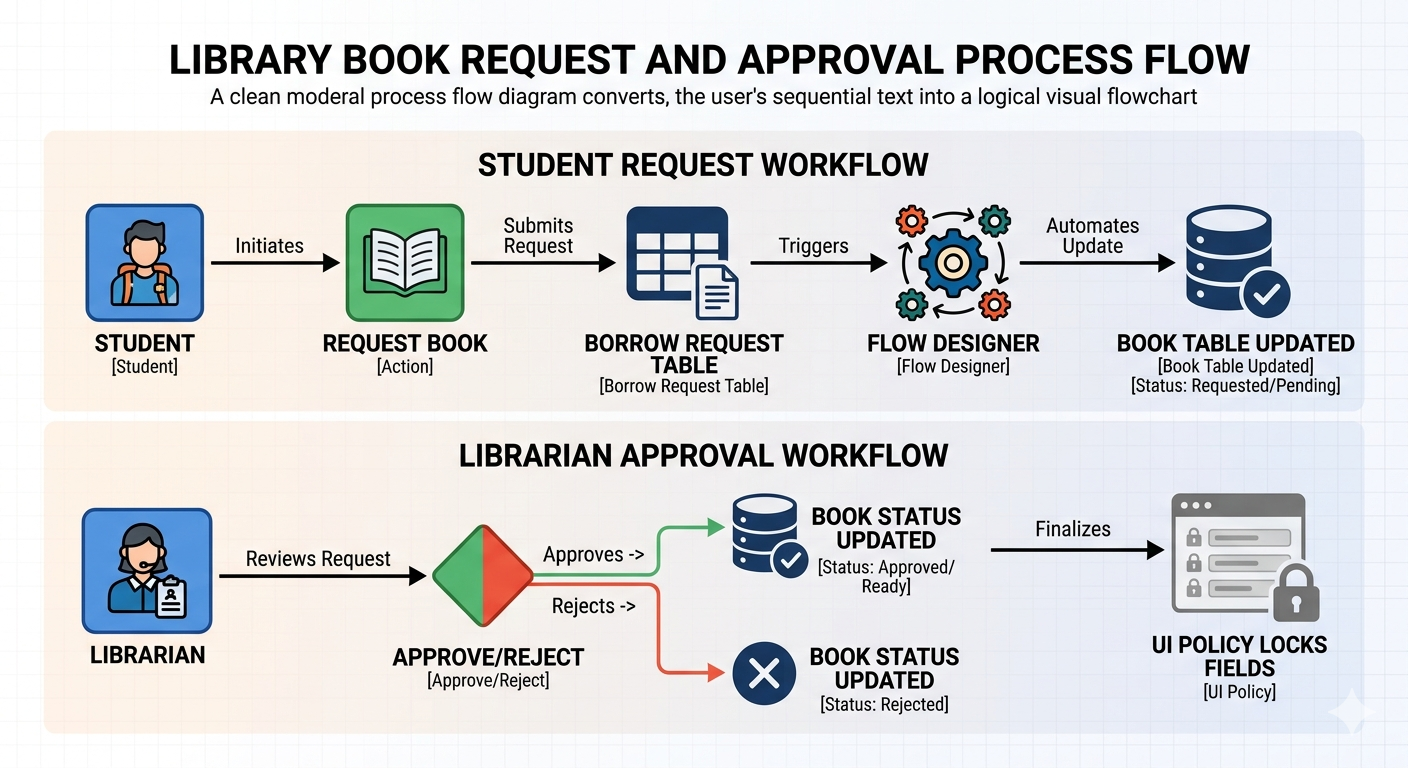 LIBRARY BOOK REQUEST AND APPROVAL PROCESS FLOW
A clean moderal process flow diagram converts, the user's sequential text into a logical visual flowchart
STUDENT REQUEST WORKFLOW
Initiates
Submits
Request
Triggers
Automates
Update
STUDENT
[Student]
REQUEST BOOK
[Action]
BORROW REQUEST
TABLE
[Borrow Request Table]
FLOW DESIGNER
[Flow Designer]
BOOK TABLE UPDATED
[Book Table Updated]
[Status: Requested/Pending]
LIBRARIAN APPROVAL WORKFLOW
LIBRARIAN
Reviews Request
APPROVE/REJECT
[Approve/Reject]
Approves ->
Rejects ->
BOOK STATUS
UPDATED
[Status: Approved/
Ready]
BOOK STATUS
UPDATED
[Status: Rejected]
Finalizes
UI POLICY LOCKS
FIELDS
[UI Policy]